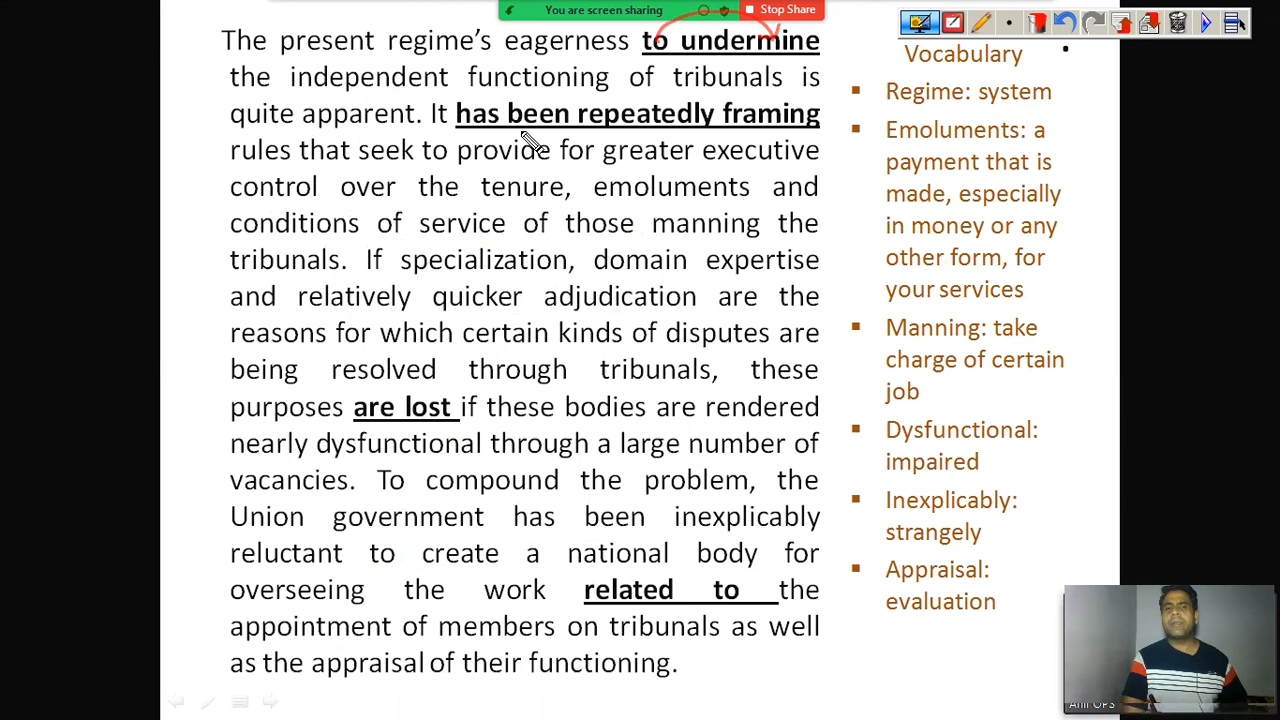 You are screen sharing
Stop Share
The present regime’s eagerness to undermine
the independent functioning of tribunals is
quite apparent. It has been repeatedly framing
rules that seek to provide for greater executive
control over the tenure, emoluments and
conditions of service of those manning the
tribunals. If specialization, domain expertise
and relatively quicker adjudication are the
reasons for which certain kinds of disputes are
being resolved through tribunals, these
purposes are lost if these bodies are rendered
nearly dysfunctional through a large number of
vacancies. To compound the problem, the
Union government has been inexplicably
reluctant to create a national body for
overseeing the work related to the
appointment of members on tribunals as well
as the appraisal of their functioning.
Vocabulary
▪ Regime: system
▪ Emoluments: a
payment that is
made, especially
in money or any
other form, for
your services
▪ Manning: take
charge of certain
job
▪ Dysfunctional:
impaired
▪ Inexplicably:
strangely
▪ Appraisal:
evaluation